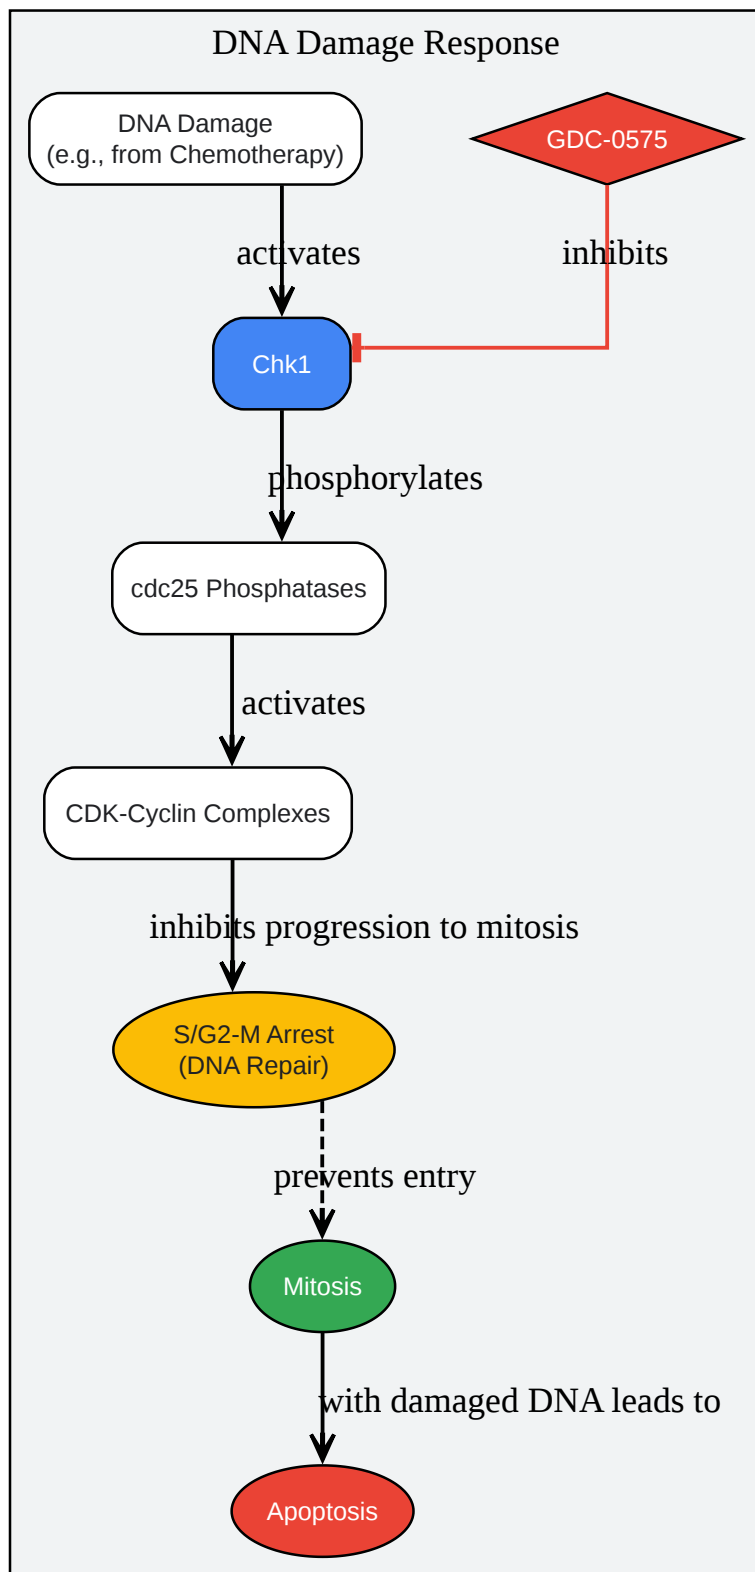 DNA Damage Response
DNA Damage
(e.g., from Chemotherapy)
GDC-0575
activates
inhibits
Chk1
phosphorylates
cdc25 Phosphatases
activates
CDK-Cyclin Complexes
inhibits progression to mitosis
S/G2-M Arrest
(DNA Repair)
prevents entry
Mitosis
with damaged DNA leads to
Apoptosis